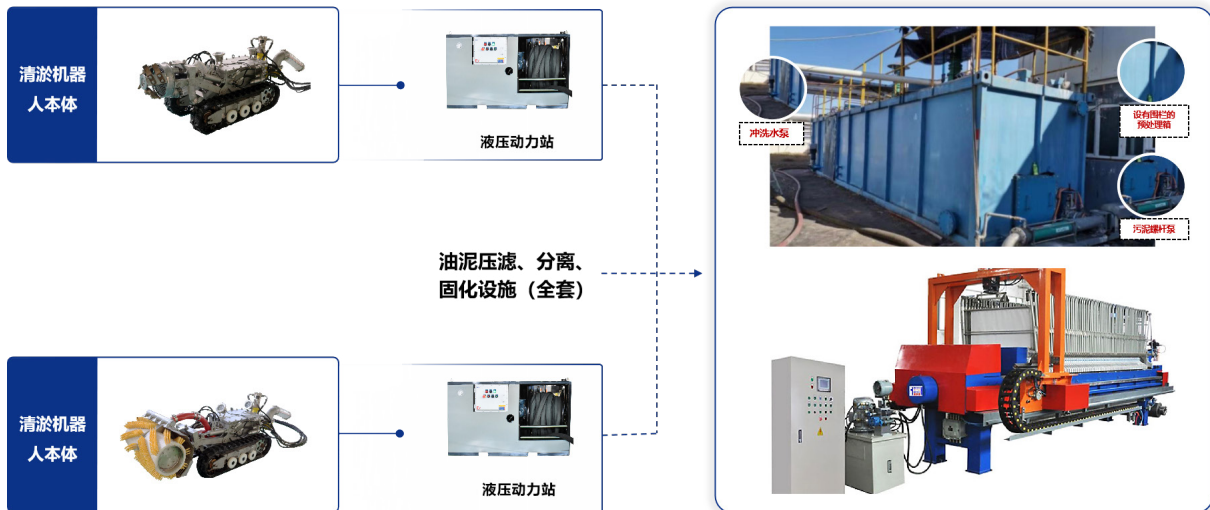 清淤机器
人本体
液压动力站
冲洗水泵
设有围栏的
预处理箱
污泥螺杆泵
油泥压滤、分离、
固化设施（全套）
清淤机器
人本体
液压动力站